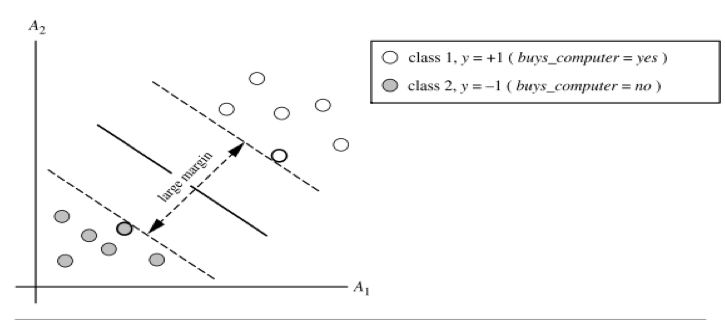 A2
class 1, y = +1 ( buys_computer = yes )
class 2, y = –1 ( buys_computer = no )
large margin
A1